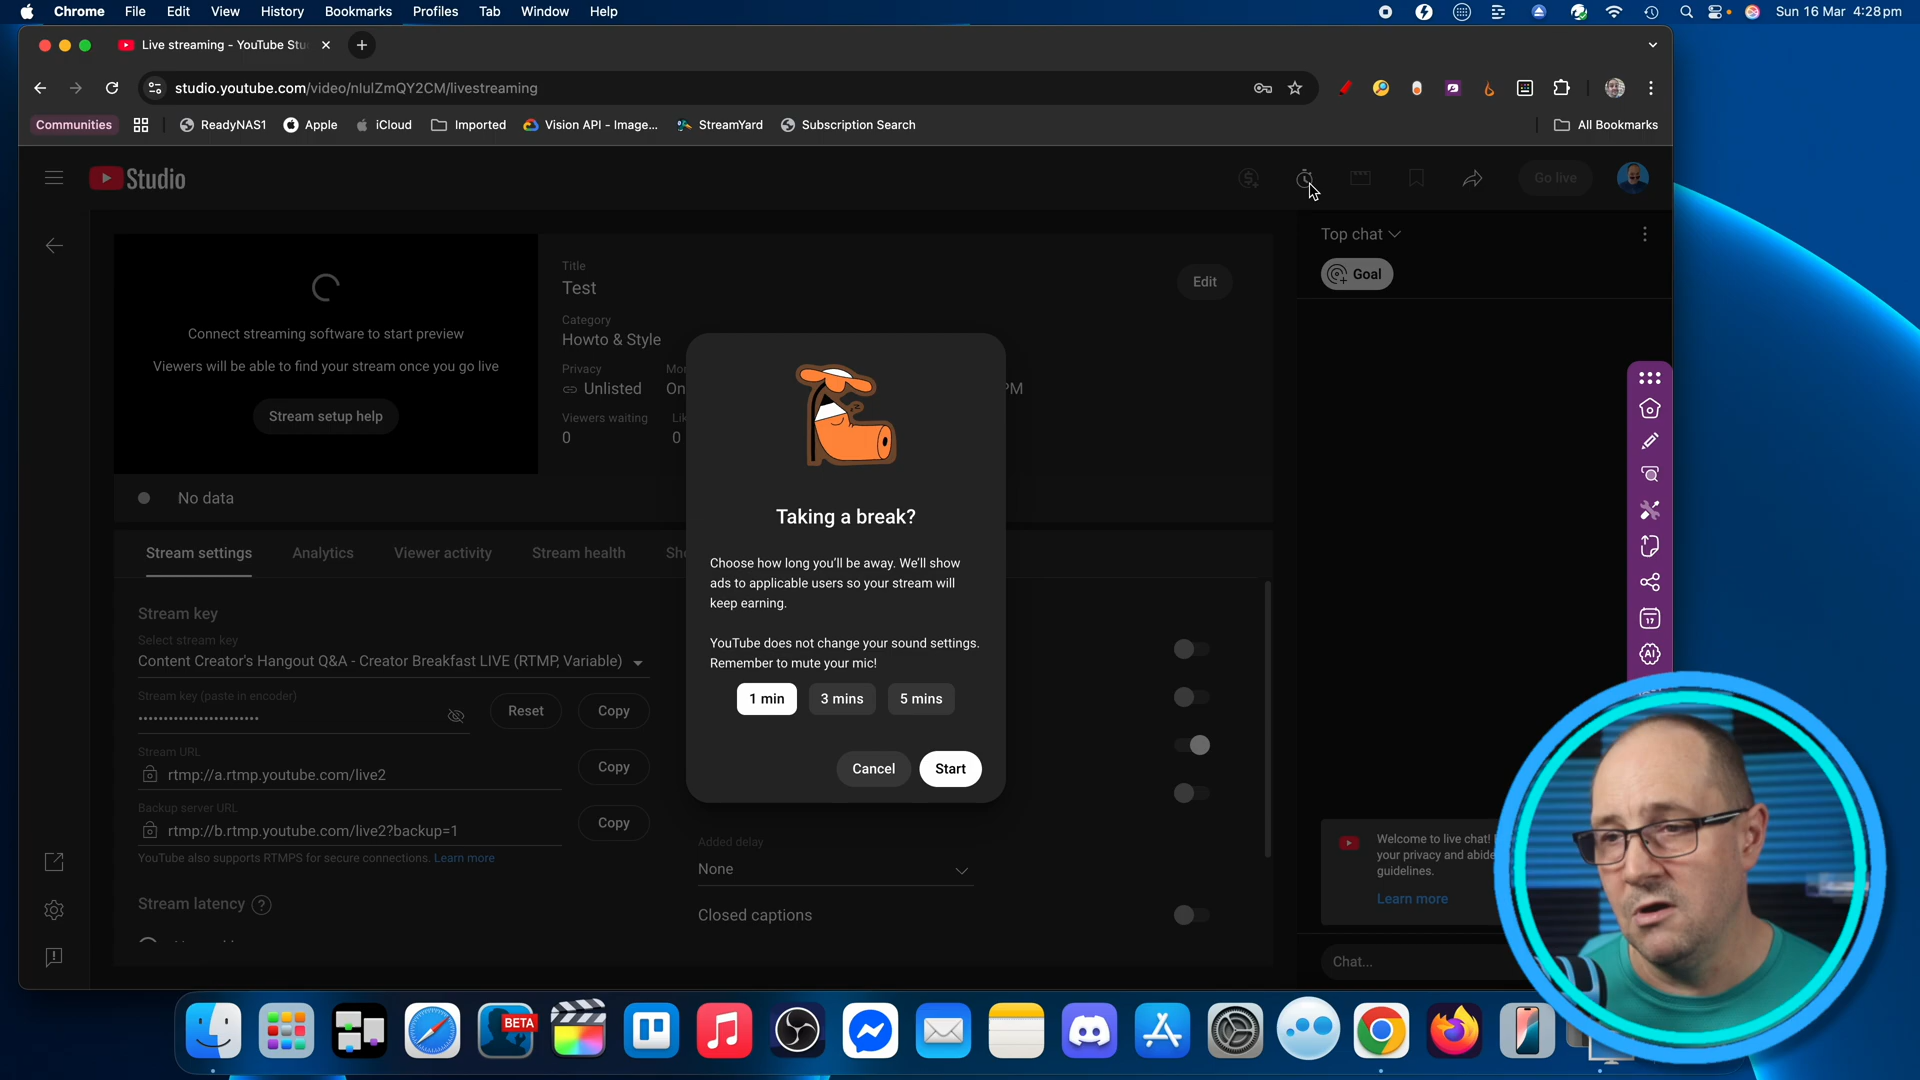 Chrome File Edit View History Bookmarks Profiles Tab Window Help Sun 16 Mar 4:28 pm
Live streaming - YouTube Stu
studio.youtube.com/video/nlulZmQY2CM/livestreaming
Communities ReadyNAS1 Apple iCloud Imported Vision API - Image... StreamYard Subscription Search All Bookmarks
Studio Go live
Connect streaming software to start preview
Viewers will be able to find your stream once you go live
Stream setup help
No data
Title
Test
Edit
Category
Howto & Style
Privacy
Unlisted
Mo
On
PM
Viewers waiting
0
Lik
0
Top chat
Goal
Stream settings Analytics Viewer activity Stream health Sh
Stream key
Select stream key
Content Creator's Hangout Q&A - Creator Breakfast LIVE (RTMP, Variable)
Stream key (paste in encoder)
••••••••••••••••••••••••
Reset Copy
Stream URL
rtmp://a.rtmp.youtube.com/live2
Copy
Backup server URL
rtmp://b.rtmp.youtube.com/live2?backup=1
Copy
YouTube also supports RTMPS for secure connections. Learn more
Stream latency
Taking a break?
Choose how long you'll be away. We'll show
ads to applicable users so your stream will
keep earning.
YouTube does not change your sound settings.
Remember to mute your mic!
1 min 3 mins 5 mins
Cancel Start
Added delay
None
Closed captions
17
AI
Welcome to live chat!
your privacy and abide
guidelines.
Learn more
Chat...
BETA